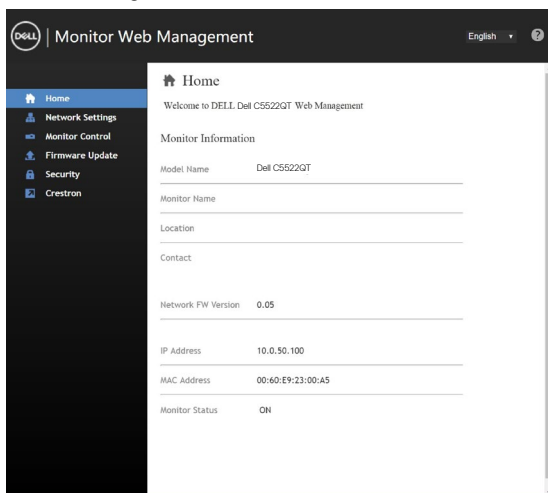 DELL | Monitor Web Management
English
?
Home
Network Settings
Monitor Control
Firmware Update
Security
Crestron
Home
Welcome to DELL Dell C5522QT Web Management
Monitor Information
Model Name Dell C5522QT
Monitor Name
Location
Contact
Network FW Version 0.05
IP Address 10.0.50.100
MAC Address 00:60:E9:23:00:A5
Monitor Status ON